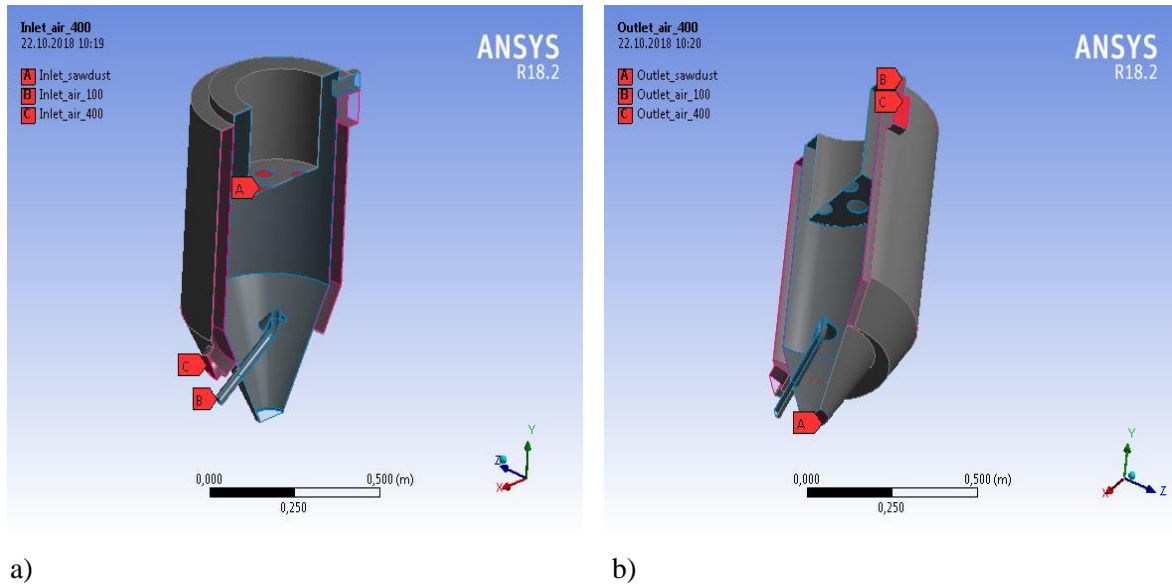 Inlet_air_400
22.10.2018 10:19
A Inlet_sawdust
B Inlet_air_100
C Inlet_air_400
ANSYS
R18.2
A
C
B
Y
Z
X
0,000 0,500 (m)
0,250
a)
Outlet_air_400
22.10.2018 10:20
A Outlet_sawdust
B Outlet_air_100
C Outlet_air_400
ANSYS
R18.2
B
C
A
Y
X
Z
0,000 0,500 (m)
0,250
b)